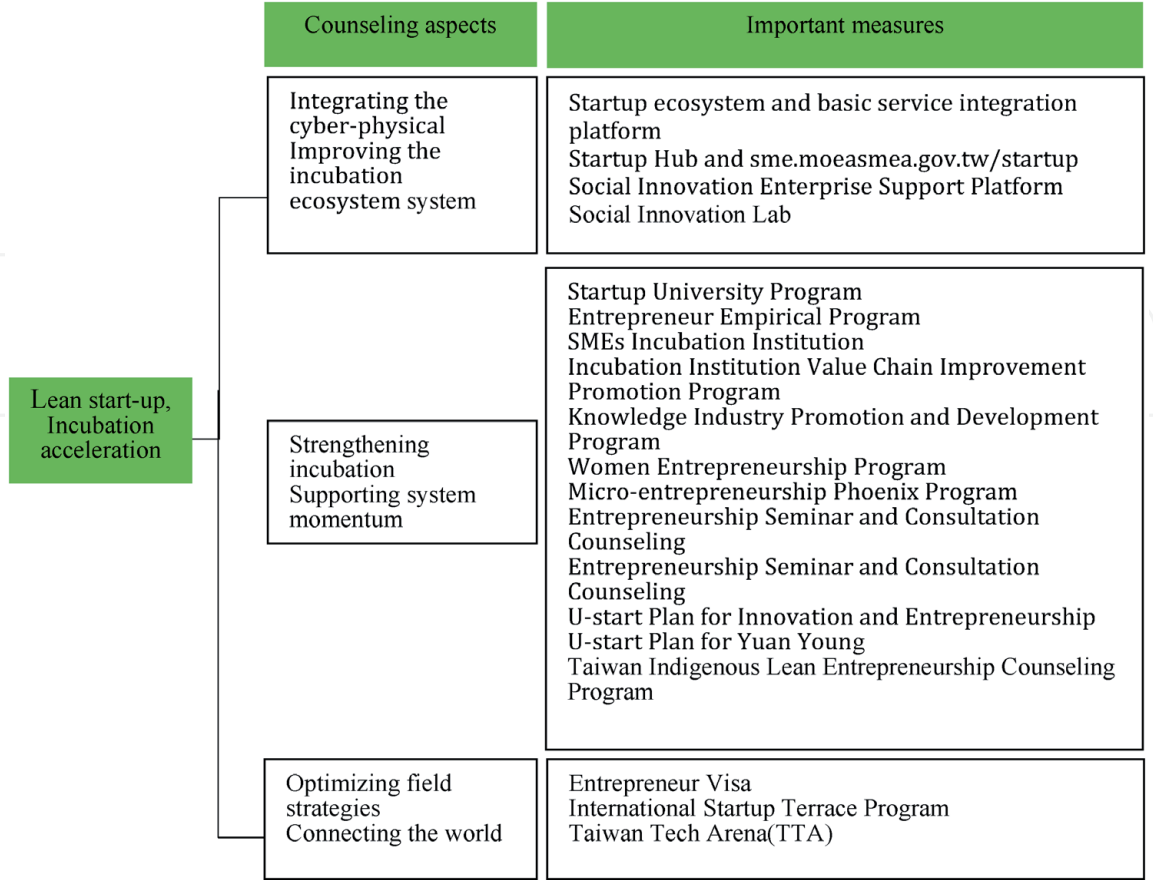 Counseling aspects
Important measures
Lean start-up,
Incubation
acceleration
Integrating the
cyber-physical
Improving the
incubation
ecosystem system
Startup ecosystem and basic service integration
platform
Startup Hub and sme.moeasmea.gov.tw/startup
Social Innovation Enterprise Support Platform
Social Innovation Lab
Strengthening
incubation
Supporting system
momentum
Startup University Program
Entrepreneur Empirical Program
SMEs Incubation Institution
Incubation Institution Value Chain Improvement
Promotion Program
Knowledge Industry Promotion and Development
Program
Women Entrepreneurship Program
Micro-entrepreneurship Phoenix Program
Entrepreneurship Seminar and Consultation
Counseling
Entrepreneurship Seminar and Consultation
Counseling
U-start Plan for Innovation and Entrepreneurship
U-start Plan for Yuan Young
Taiwan Indigenous Lean Entrepreneurship Counseling
Program
Optimizing field
strategies
Connecting the world
Entrepreneur Visa
International Startup Terrace Program
Taiwan Tech Arena(TTA)